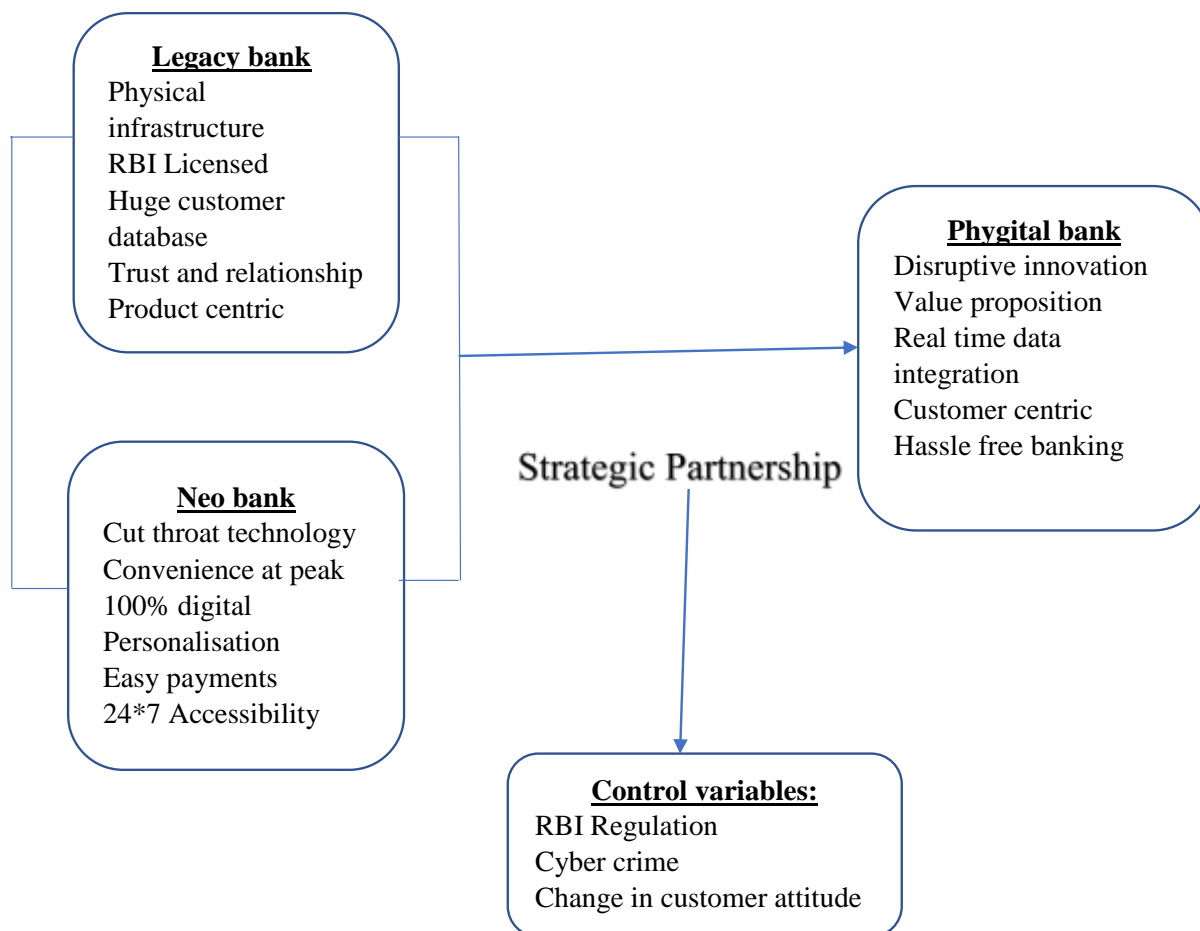 Legacy bank
Physical
infrastructure
RBI Licensed
Huge customer
database
Trust and relationship
Product centric
Phygital bank
Disruptive innovation
Value proposition
Real time data
integration
Customer centric
Hassle free banking
Strategic Partnership
Neo bank
Cut throat technology
Convenience at peak
100% digital
Personalisation
Easy payments
24*7 Accessibility
Control variables:
RBI Regulation
Cyber crime
Change in customer attitude